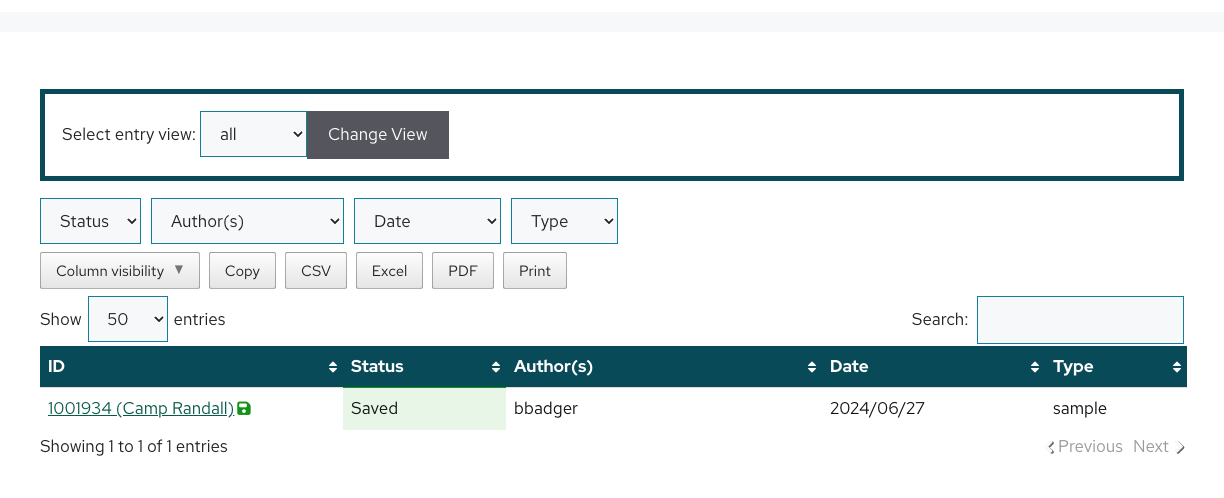 Select entry view: all Change View
Status Author(s) Date Type
Column visibility ▼ Copy CSV Excel PDF Print
Show 50 entries Search:
ID Status Author(s) Date Type
1001934 (Camp Randall) Saved bbadger 2024/06/27 sample
Showing 1 to 1 of 1 entries Previous Next